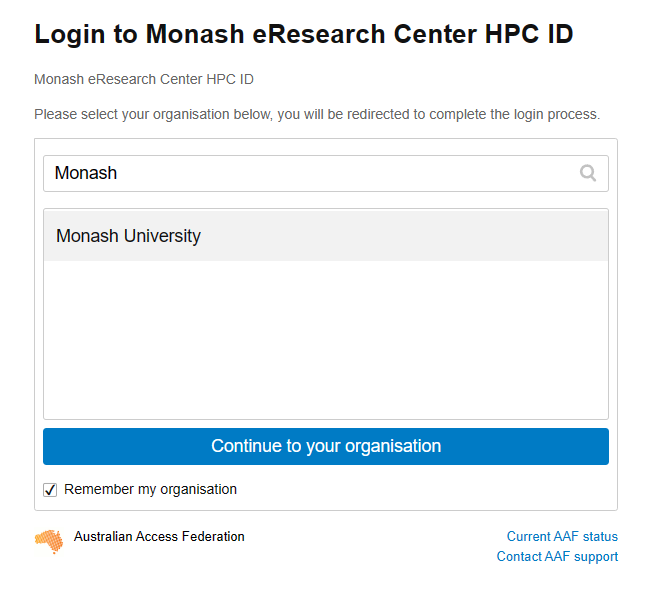 Login to Monash eResearch Center HPC ID
Monash eResearch Center HPC ID
Please select your organisation below, you will be redirected to complete the login process.
Monash
Monash University
Continue to your organisation
Remember my organisation
Australian Access Federation
Current AAF status
Contact AAF support